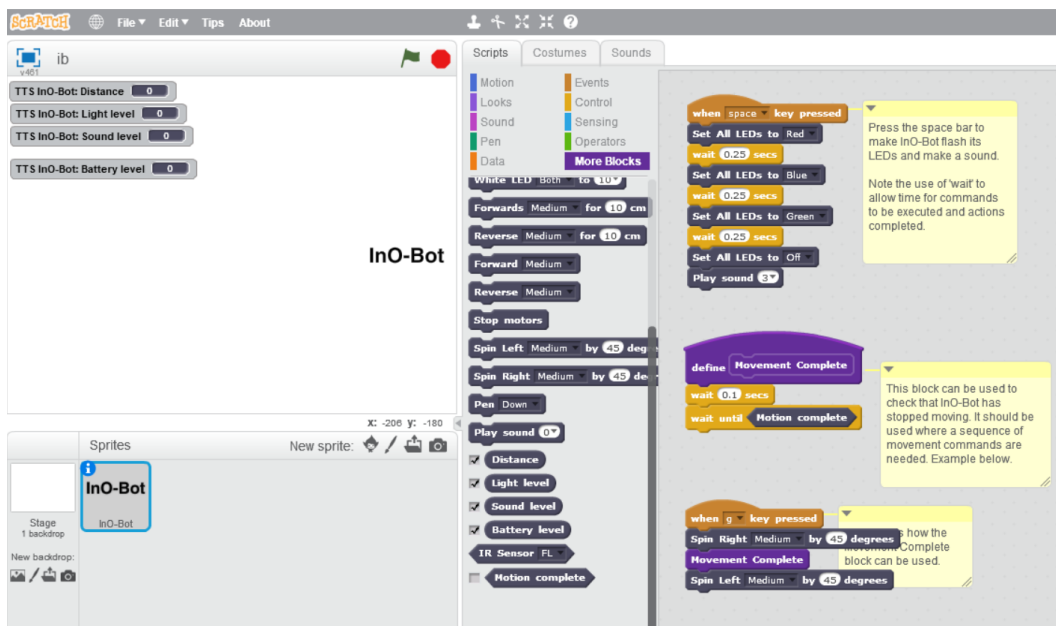 SCRATCH File Edit Tips About
ib
v461
TTS InO-Bot: Distance 0
TTS InO-Bot: Light level 0
TTS InO-Bot: Sound level 0
TTS InO-Bot: Battery level 0
InO-Bot
X: -206 y: -180
Sprites New sprite:
InO-Bot
InO-Bot
Stage
1 backdrop
New backdrop:
Scripts Costumes Sounds
Motion Events
Looks Control
Sound Sensing
Pen Operators
Data More Blocks
White LED Both to 10
Forwards Medium for 10 cm
Reverse Medium for 10 cm
Forward Medium
Reverse Medium
Stop motors
Spin Left Medium by 45 deg
Spin Right Medium by 45 de
Pen Down
Play sound 0
Distance
Light level
Sound level
Battery level
IR Sensor FL
Motion complete
when space key pressed
Set All LEDs to Red
wait 0.25 secs
Set All LEDs to Blue
wait 0.25 secs
Set All LEDs to Green
wait 0.25 secs
Set All LEDs to Off
Play sound 3
Press the space bar to
make InO-Bot flash its
LEDs and make a sound.
Note the use of 'wait' to
allow time for commands
to be executed and actions
completed.
define Movement Complete
wait 0.1 secs
wait until Motion complete
This block can be used to
check that InO-Bot has
stopped moving. It should be
used where a sequence of
movement commands are
needed. Example below.
when g key pressed
Spin Right Medium by 45 degrees
Movement Complete
Spin Left Medium by 45 degrees
how the
Complete
block can be used.